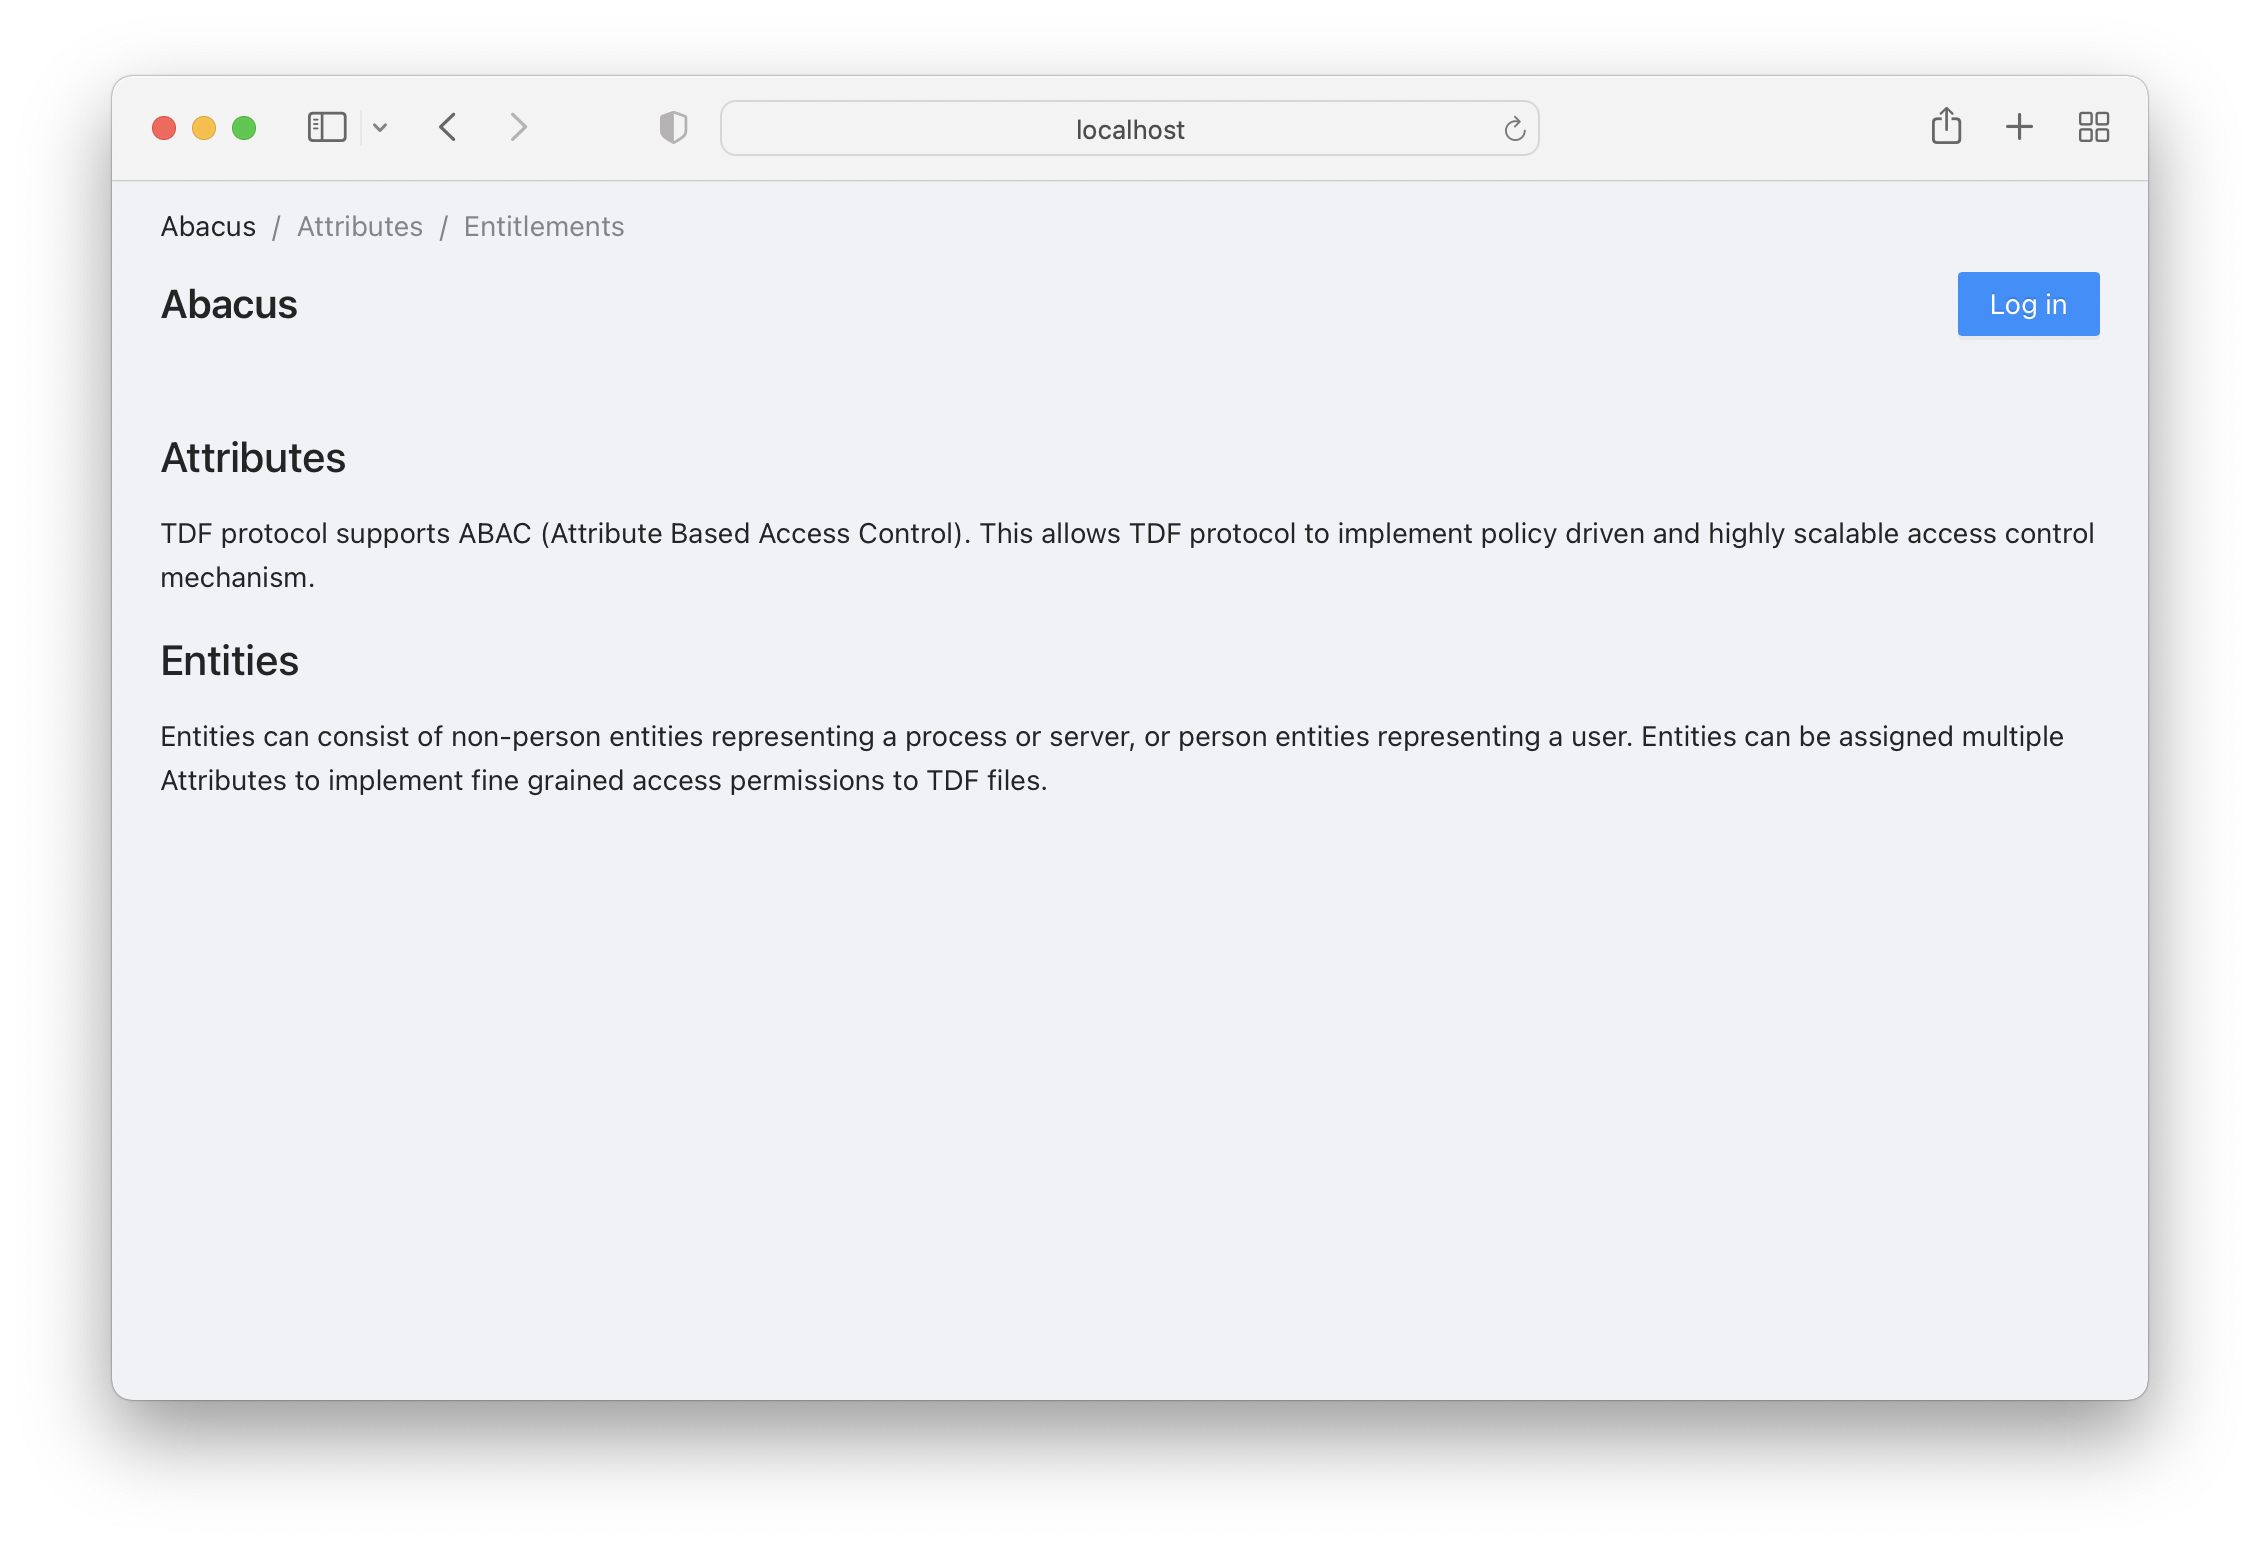 localhost
Abacus / Attributes / Entitlements
Abacus
Log in
Attributes
TDF protocol supports ABAC (Attribute Based Access Control). This allows TDF protocol to implement policy driven and highly scalable access control
mechanism.
Entities
Entities can consist of non-person entities representing a process or server, or person entities representing a user. Entities can be assigned multiple
Attributes to implement fine grained access permissions to TDF files.